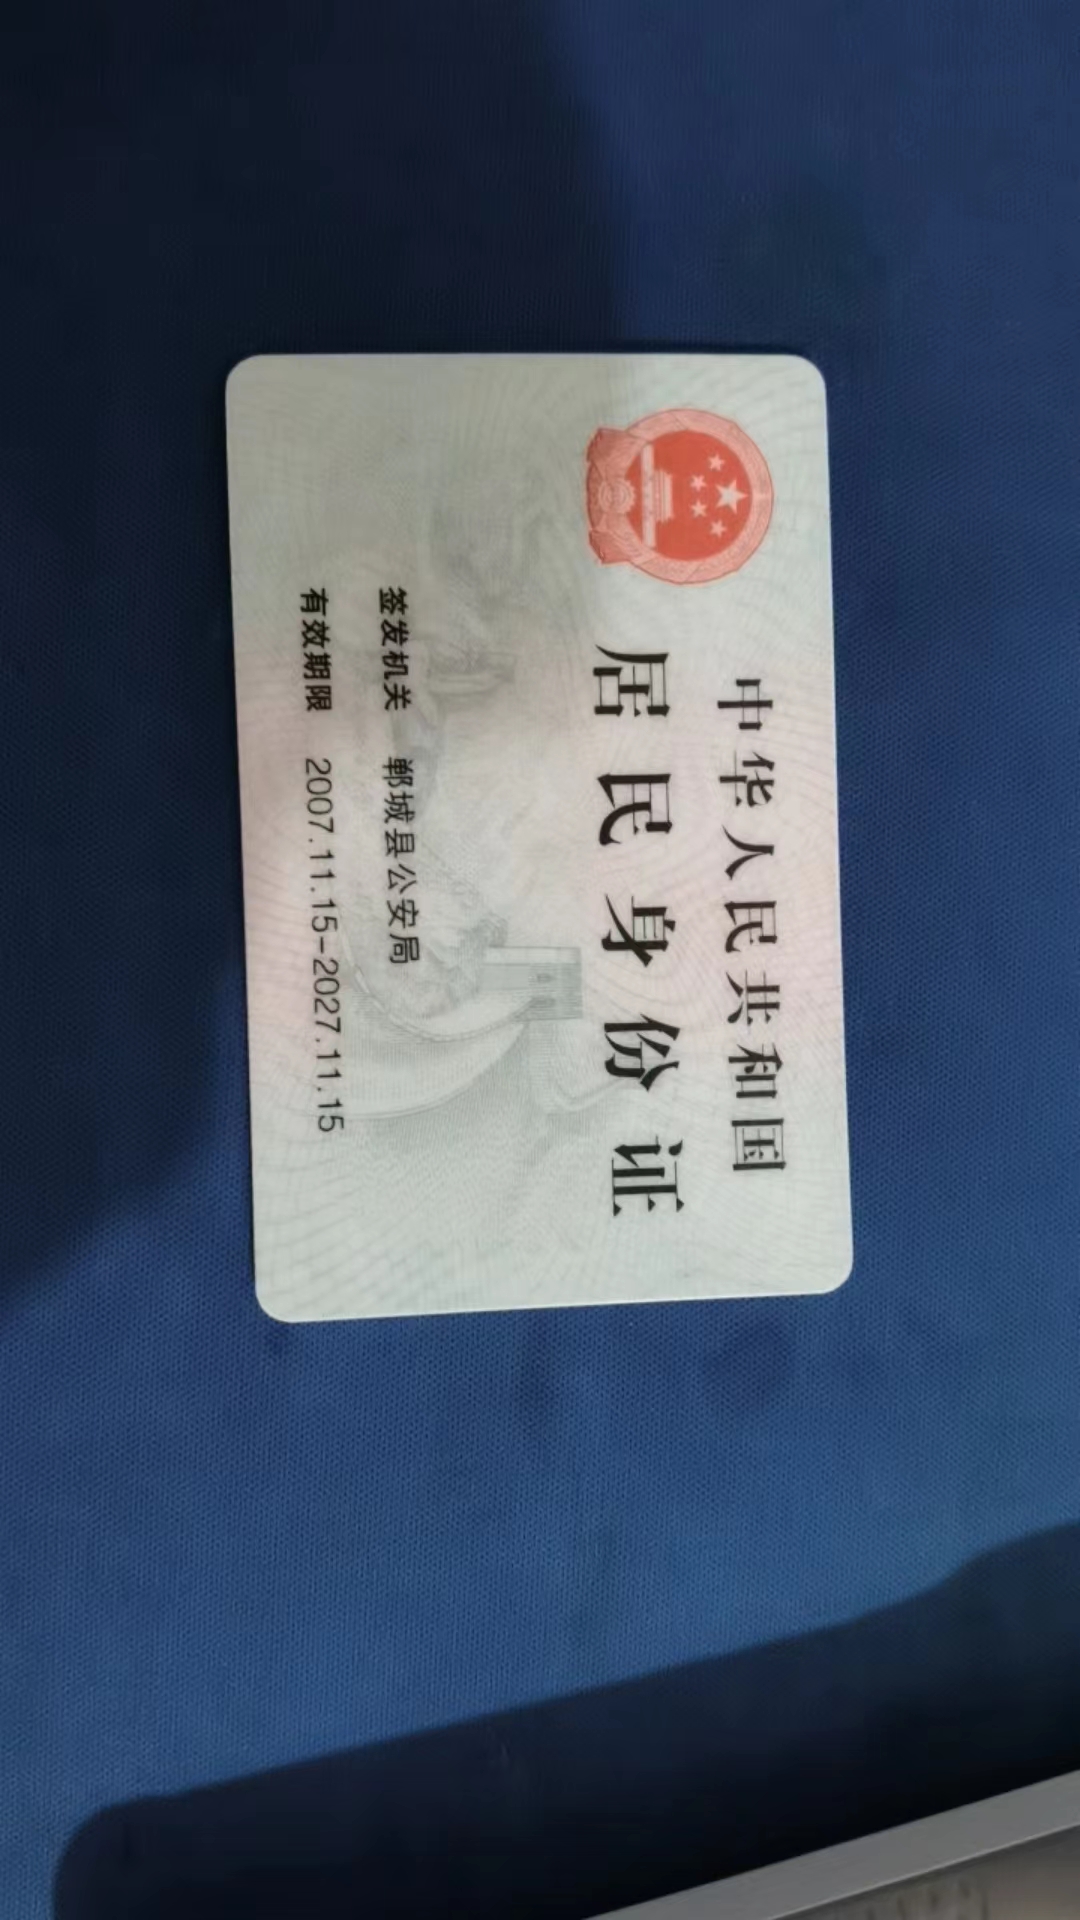 中华人民共和国
居民身份证
签发机关 郸城县公安局
有效期限 2007.11.15-2027.11.15